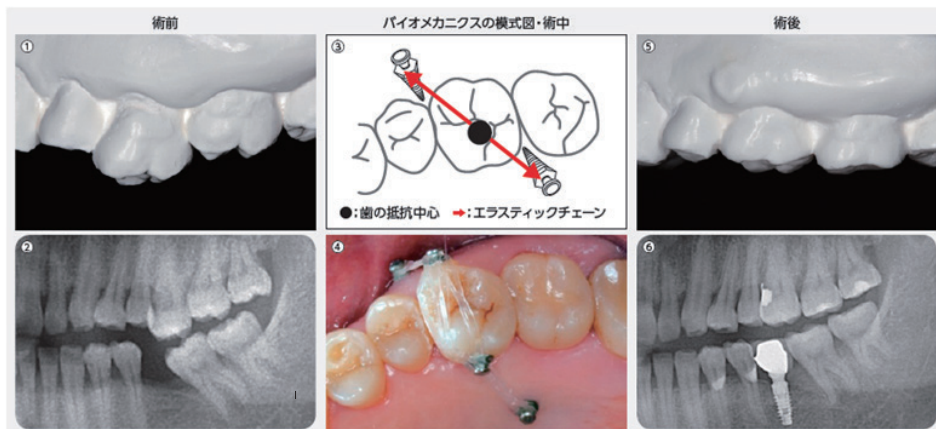 術前
バイオメカニクスの模式図・術中
術後
①
③
⑤
●：歯の抵抗中心　➡：エラスティックチェーン
②
④
⑥